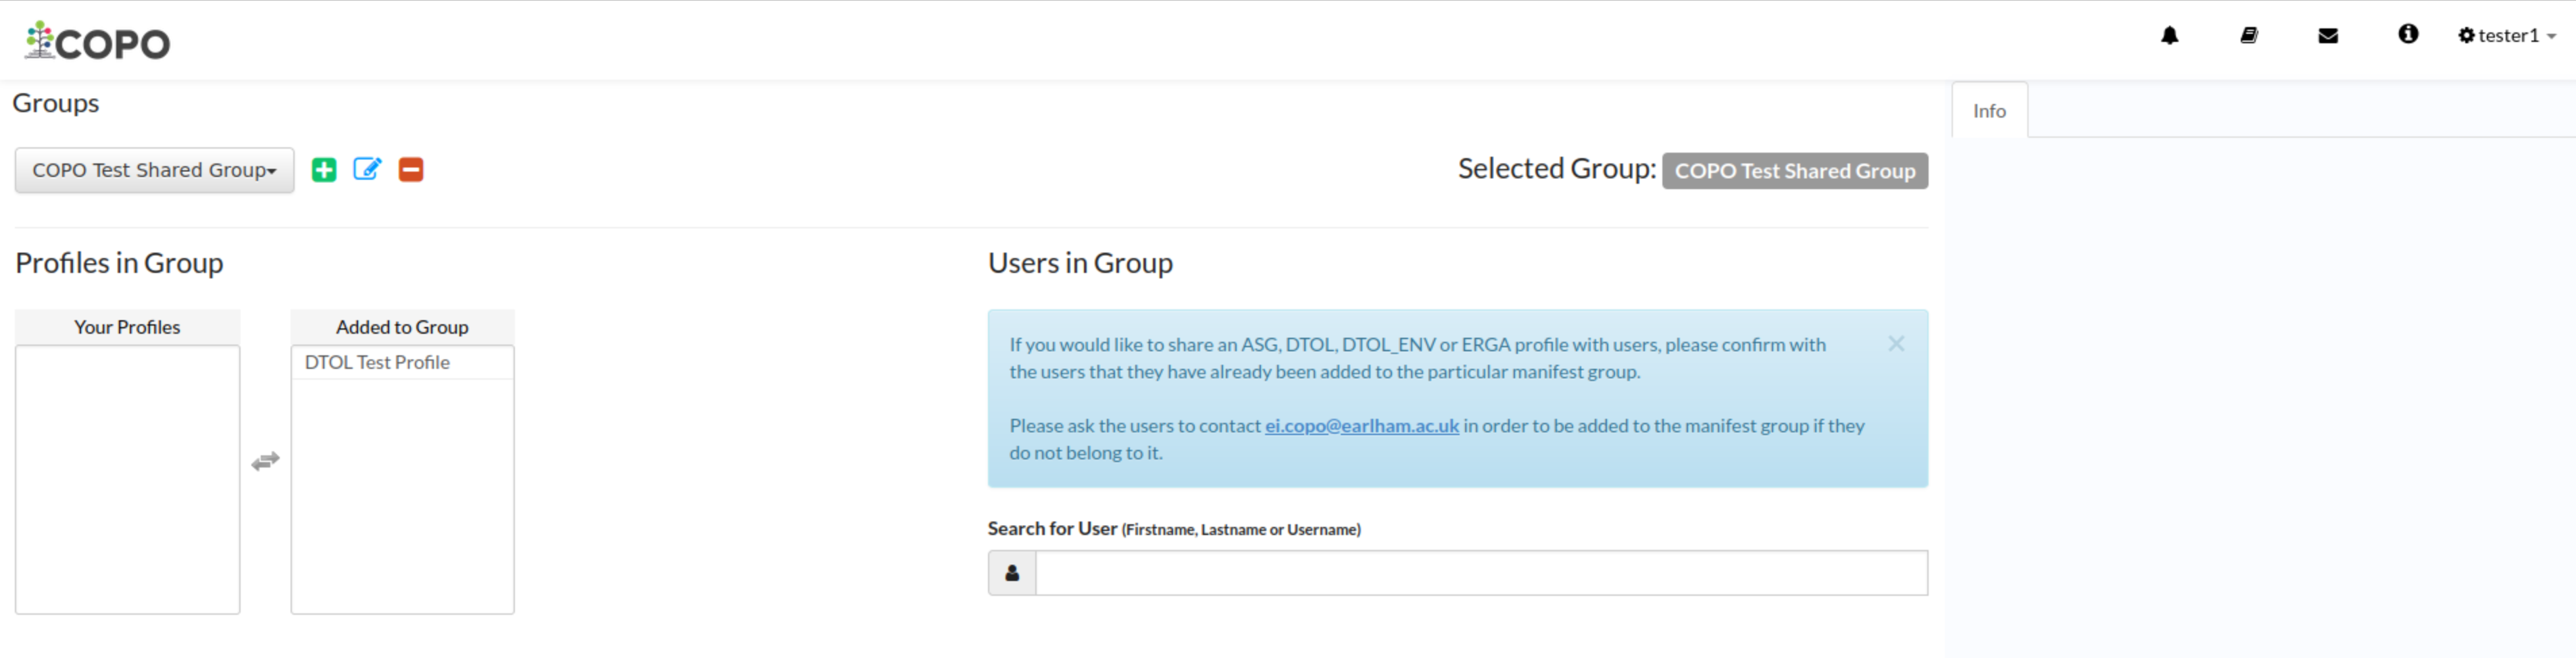 COPO
tester1
Groups
Info
COPO Test Shared Group
Selected Group: COPO Test Shared Group
Profiles in Group
Users in Group
Your Profiles
Added to Group
DTOL Test Profile
If you would like to share an ASG, DTOL, DTOL_ENV or ERGA profile with users, please confirm with
the users that they have already been added to the particular manifest group.
Please ask the users to contact ei.copo@earlham.ac.uk in order to be added to the manifest group if they
do not belong to it.
Search for User (Firstname, Lastname or Username)